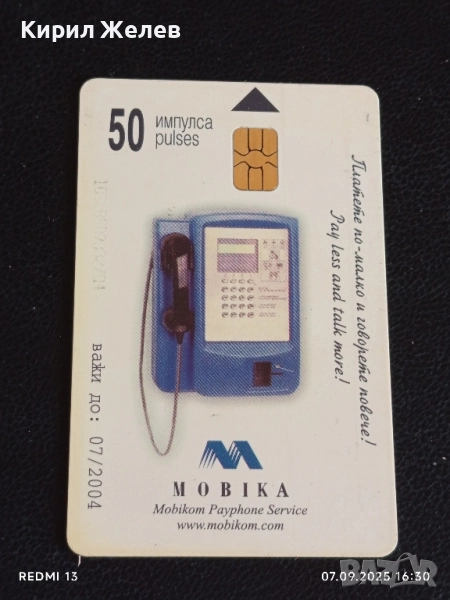 Кирил Желев
50 импулса
pulses
Платете по-малко и говорете повече!
Pay less and talk more!
важи до: 07/2004
MOBIKA
Mobikom Payphone Service
www.mobikom.com
БАЗАР
REDMI 13
07.09.2025 16:30